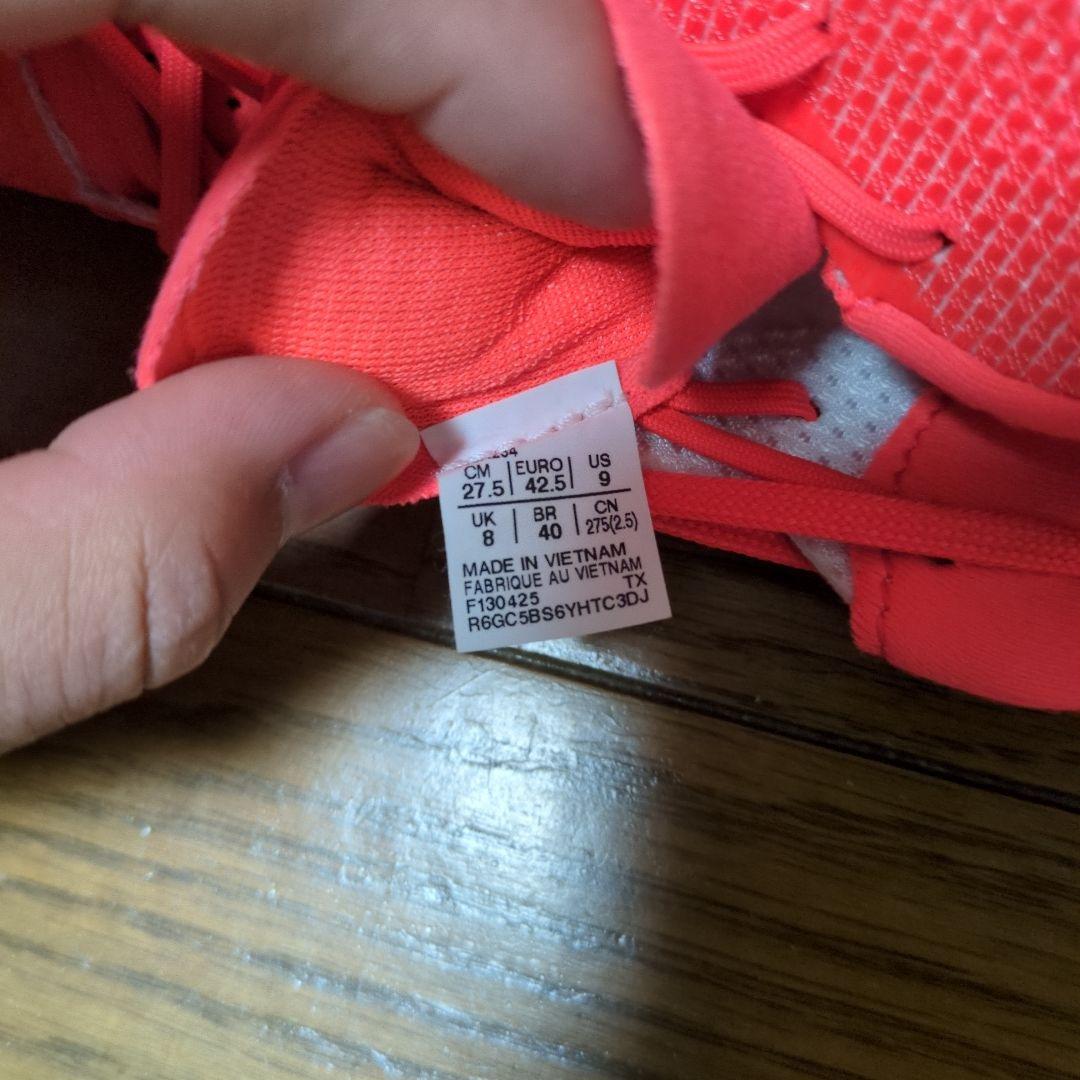 CM 27.5 | EURO 42.5 | US 9
UK 8 | BR 40 | CN 275(2.5)
MADE IN VIETNAM
FABRIQUE AU VIETNAM
F130425 TX
R6GC5BS6YHTC3DJ